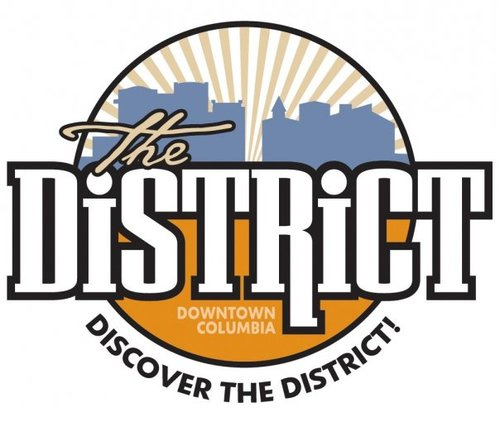 The
DiSTRiCT
DOWNTOWN
COLUMBIA
DISCOVER THE DISTRICT!